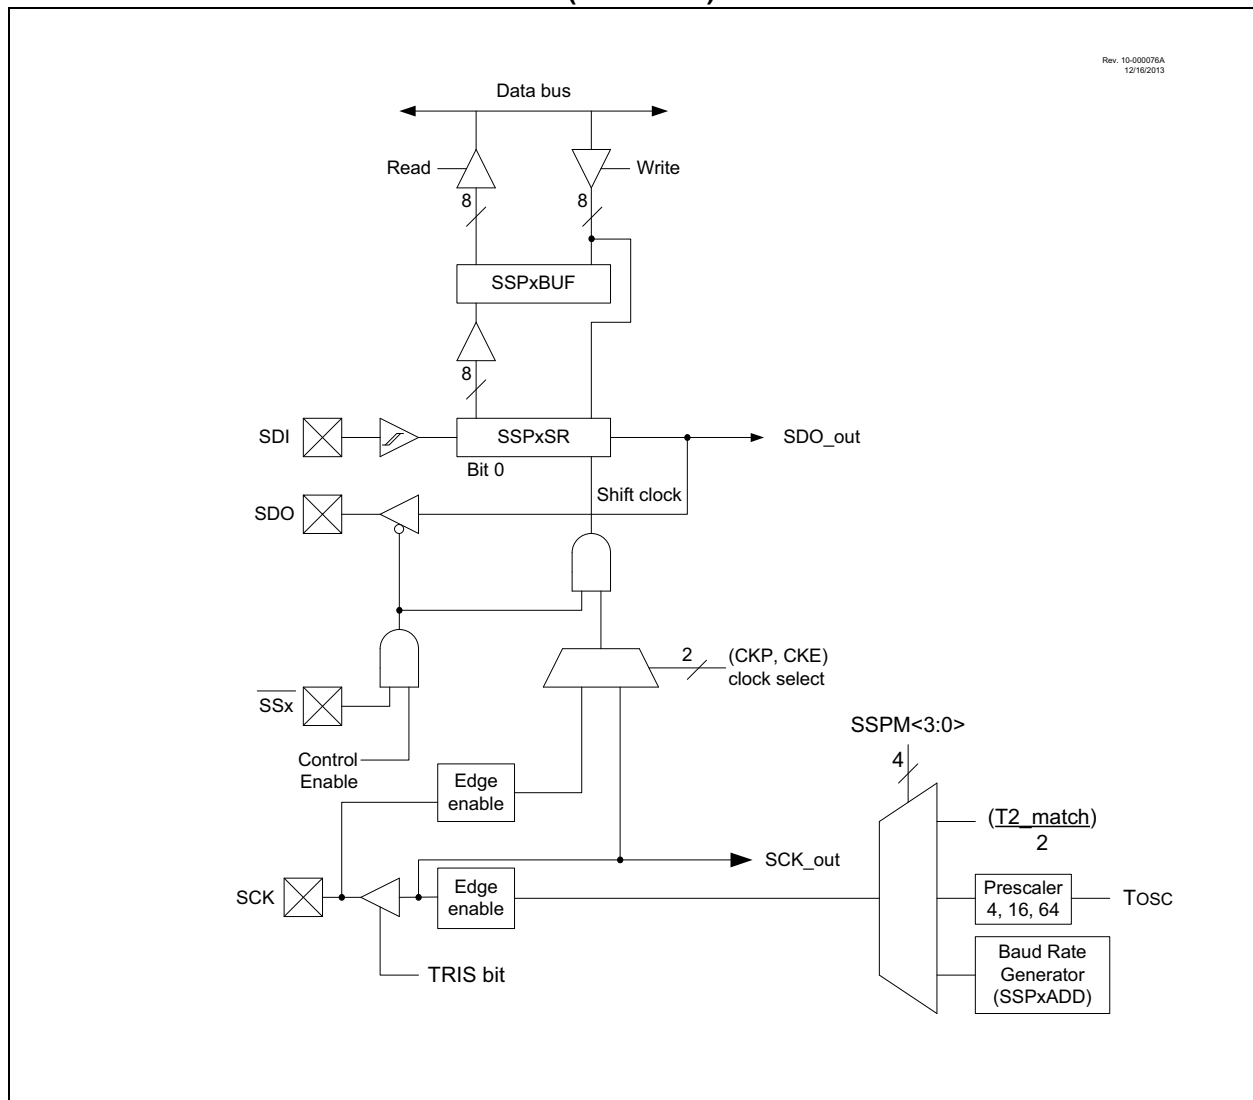 Rev. 10-000076A
12/16/2013
Data bus
Read
Write
8
8
SSPxBUF
8
SDI
SSPxSR
SDO_out
Bit 0
Shift clock
SDO
2
(CKP, CKE)
clock select
SSx
SSPM<3:0>
Control
Enable
4
Edge
enable
(T2_match)
2
SCK_out
SCK
Edge
enable
Prescaler
4, 16, 64
TOSC
TRIS bit
Baud Rate
Generator
(SSPxADD)